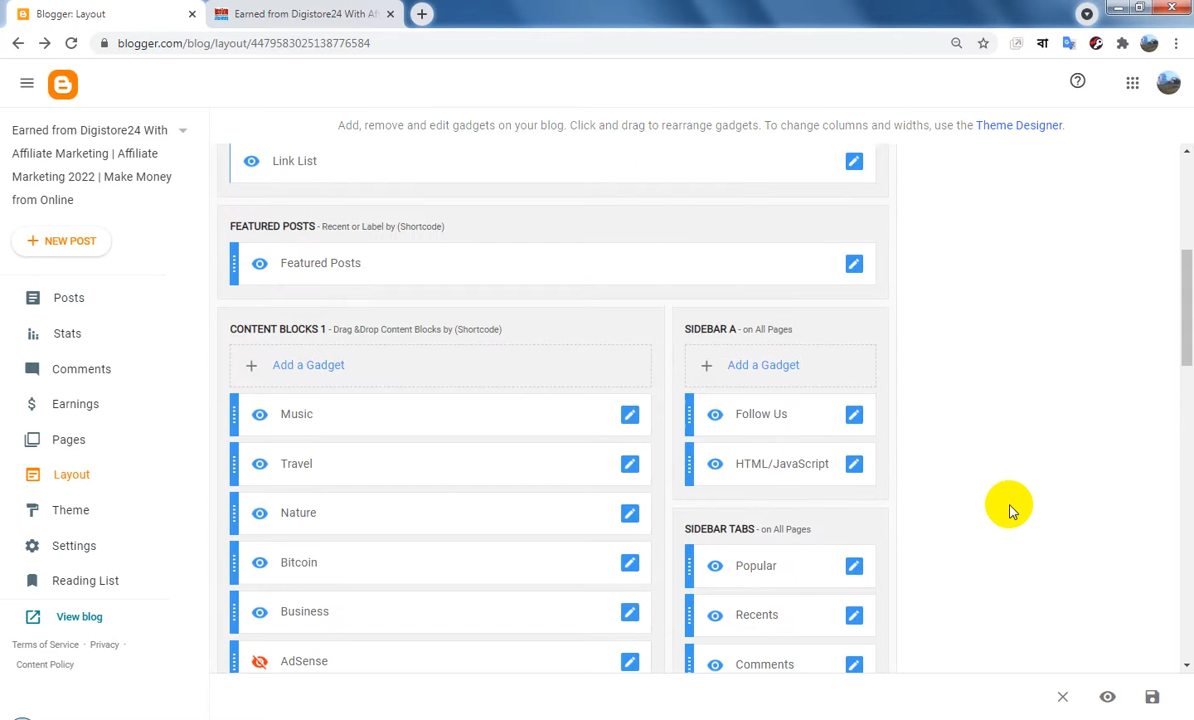 Blogger: Layout
Earned from Digistore24 With Af
blogger.com/blog/layout/4479583025138776584
বা
Earned from Digistore24 With
Affiliate Marketing | Affiliate
Marketing 2022 | Make Money
from Online
NEW POST
Posts
Stats
Comments
Earnings
Pages
Layout
Theme
Settings
Reading List
View blog
Terms of Service · Privacy ·
Content Policy
Add, remove and edit gadgets on your blog. Click and drag to rearrange gadgets. To change columns and widths, use the Theme Designer.
Link List
FEATURED POSTS - Recent or Label by (Shortcode)
Featured Posts
CONTENT BLOCKS 1 - Drag &Drop Content Blocks by (Shortcode)
Add a Gadget
Music
Travel
Nature
Bitcoin
Business
AdSense
SIDEBAR A - on All Pages
Add a Gadget
Follow Us
HTML/JavaScript
SIDEBAR TABS - on All Pages
Popular
Recents
Comments